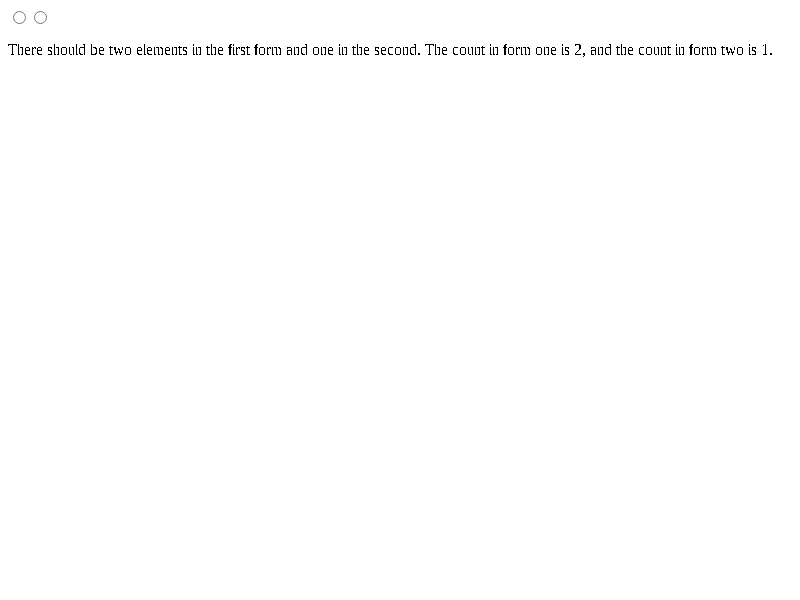 There should be two elements in the first form and one in the second. The count in form one is 2, and the count in form two is 1.